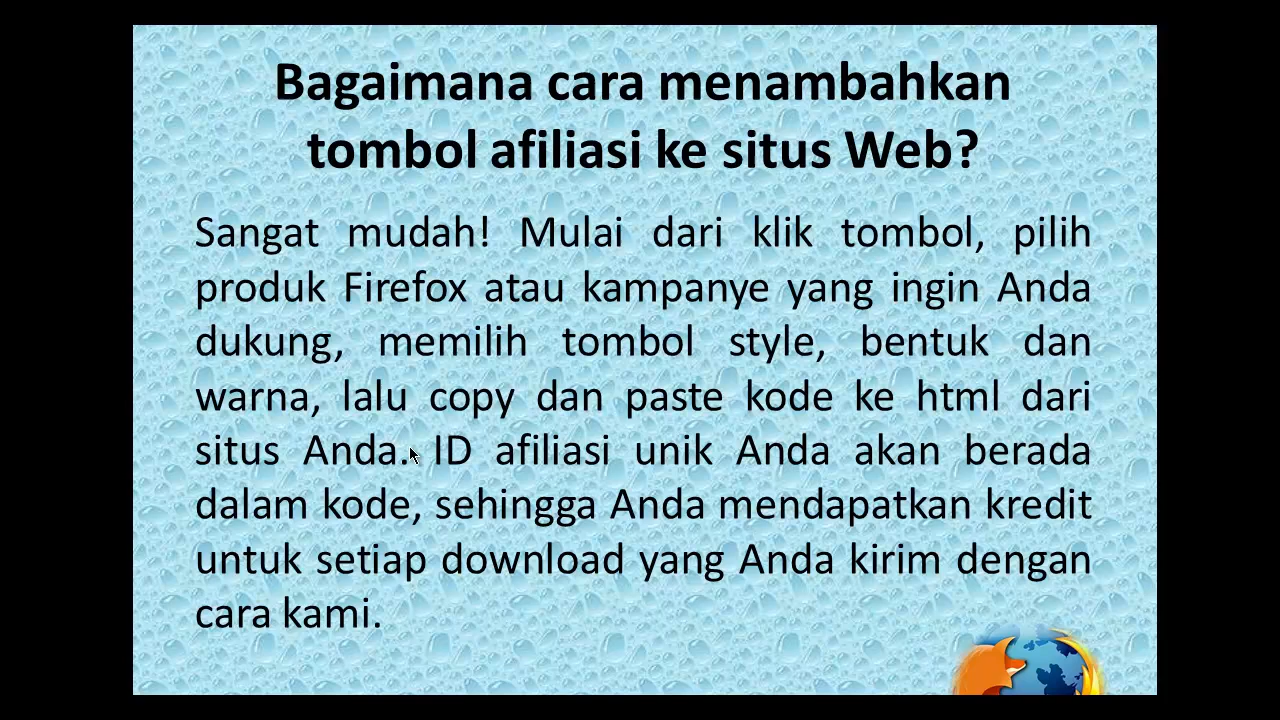 Bagaimana cara menambahkan
tombol afiliasi ke situs Web?
Sangat mudah! Mulai dari klik tombol, pilih
produk Firefox atau kampanye yang ingin Anda
dukung, memilih tombol style, bentuk dan
warna, lalu copy dan paste kode ke html dari
situs Anda. ID afiliasi unik Anda akan berada
dalam kode, sehingga Anda mendapatkan kredit
untuk setiap download yang Anda kirim dengan
cara kami.